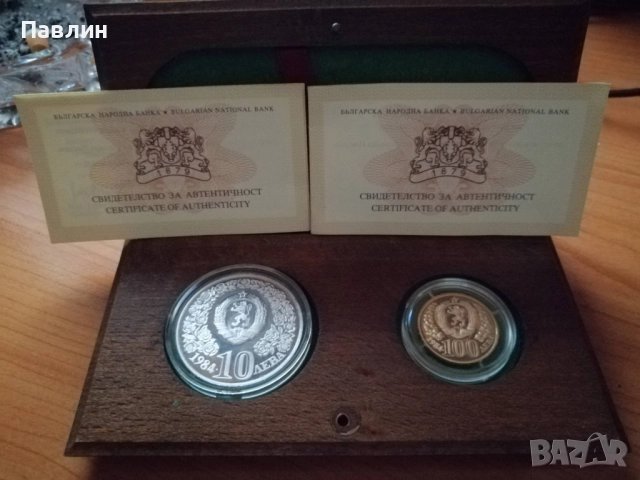 Павлин
БЪЛГАРСКА НАРОДНА БАНКА ★ BULGARIAN NATIONAL BANK
1879
СВИДЕТЕЛСТВО ЗА АВТЕНТИЧНОСТ
CERTIFICATE OF AUTHENTICITY
БЪЛГАРСКА НАРОДНА БАНКА ★ BULGARIAN NATIONAL BANK
1879
СВИДЕТЕЛСТВО ЗА АВТЕНТИЧНОСТ
CERTIFICATE OF AUTHENTICITY
1984 · 10 ЛЕВА
100
BAZAR